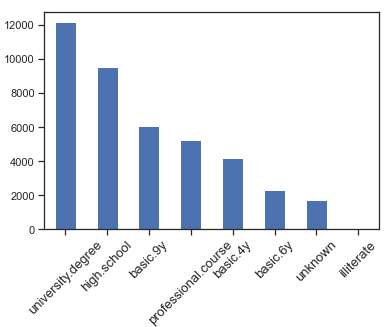 12000
10000
8000
6000
4000
2000
0
university.degree
high.school
basic.9y
professional.course
basic.4y
basic.6y
unknown
illiterate